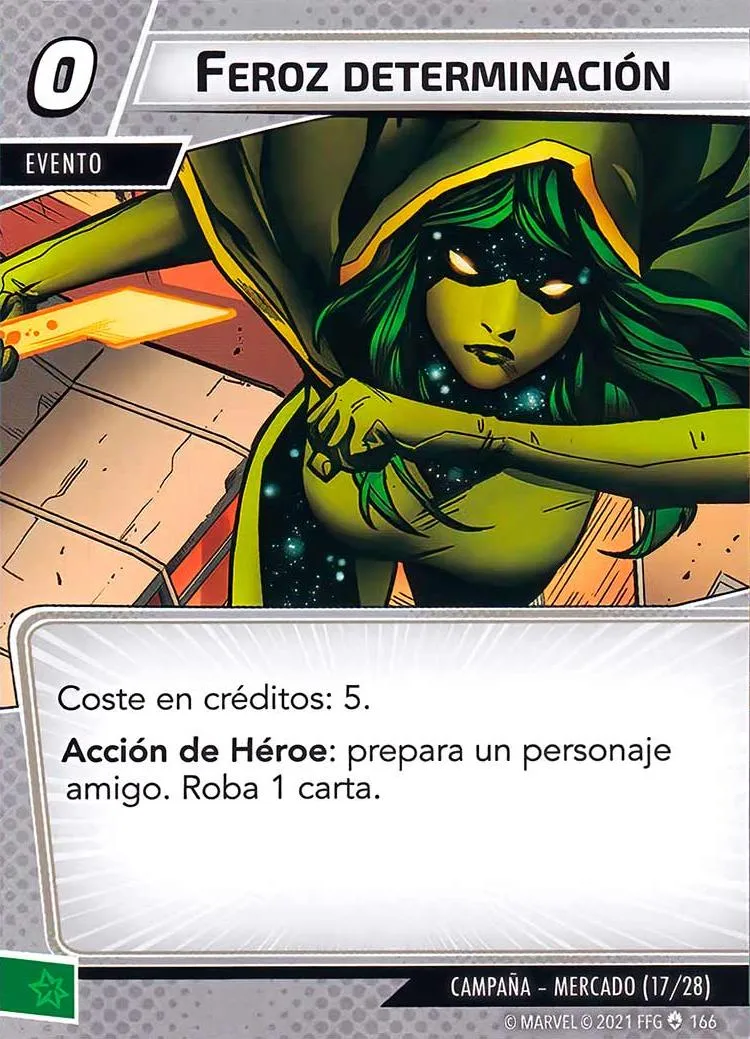 0
FEROZ DETERMINACIÓN
EVENTO
Coste en créditos: 5.
Acción de Héroe: prepara un personaje
amigo. Roba 1 carta.
CAMPAÑA – MERCADO (17/28)
© MARVEL © 2021 FFG 166